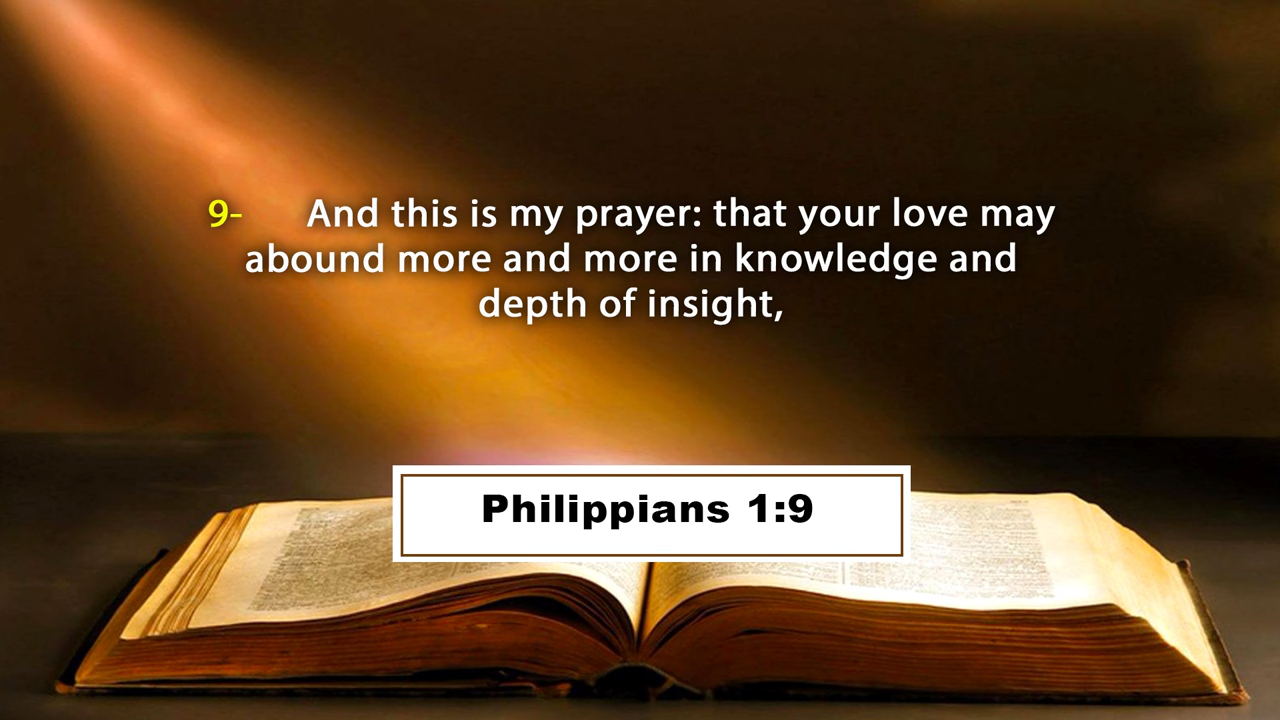 9- And this is my prayer: that your love may
abound more and more in knowledge and
depth of insight,
Philippians 1:9